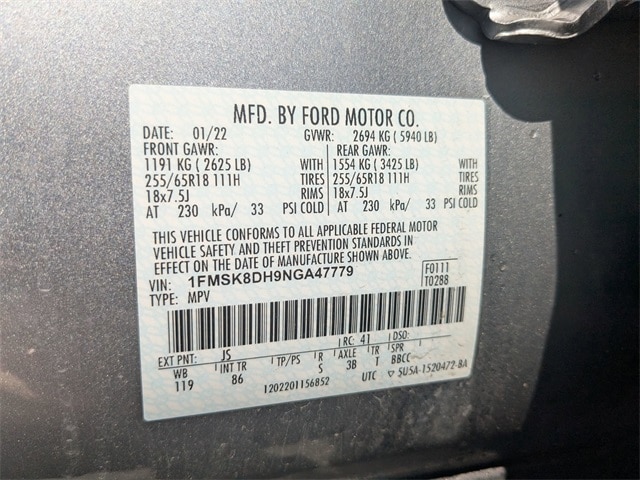 MFD. BY FORD MOTOR CO.
DATE: 01/22 GVWR: 2694 KG ( 5940 LB)
FRONT GAWR: REAR GAWR:
1191 KG ( 2625 LB) WITH 1554 KG ( 3425 LB) WITH
255/65R18 111H TIRES 255/65R18 111H TIRES
18x7.5J RIMS 18x7.5J RIMS
AT 230 kPa/ 33 PSI COLD AT 230 kPa/ 33 PSI COLD
THIS VEHICLE CONFORMS TO ALL APPLICABLE FEDERAL MOTOR
VEHICLE SAFETY AND THEFT PREVENTION STANDARDS IN
EFFECT ON THE DATE OF MANUFACTURE SHOWN ABOVE.
VIN: 1FMSK8DH9NGA47779 F0111
TYPE: MPV T0288
EXT PNT: JS RC: 41 DSO:
WB INT TR TP/PS R AXLE TR SPR
119 86 S 3B T BBCC
1202201156852 UTC ▽ 5U5A-1520472-BA